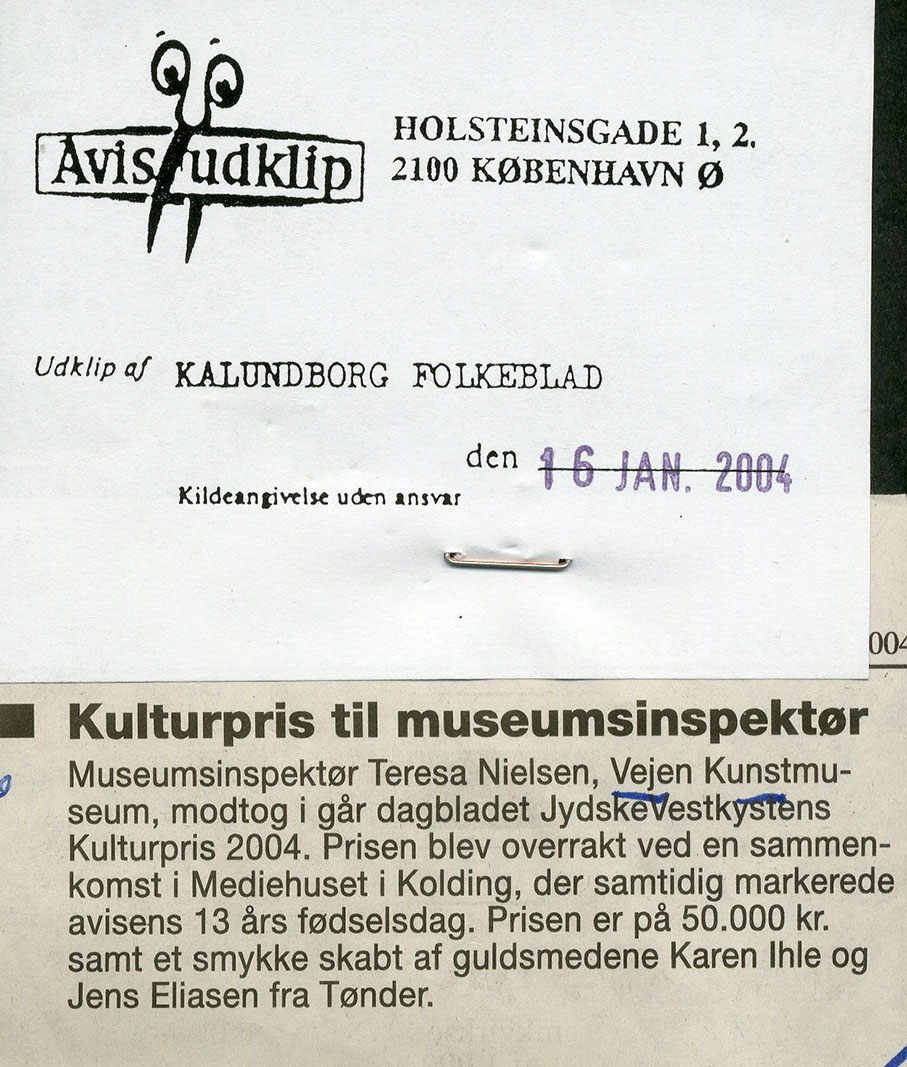 Avis/udklip
HOLSTEINSGADE 1, 2.
2100 KØBENHAVN Ø
Udklip af KALUNDBORG FOLKEBLAD
den 16 JAN. 2004
Kildeangivelse uden ansvar
004
Kulturpris til museumsinspektør
Museumsinspektør Teresa Nielsen, Vejen Kunstmu-
seum, modtog i går dagbladet JydskeVestkystens
Kulturpris 2004. Prisen blev overrakt ved en sammen-
komst i Mediehuset i Kolding, der samtidig markerede
avisens 13 års fødselsdag. Prisen er på 50.000 kr.
samt et smykke skabt af guldsmedene Karen Ihle og
Jens Eliasen fra Tønder.